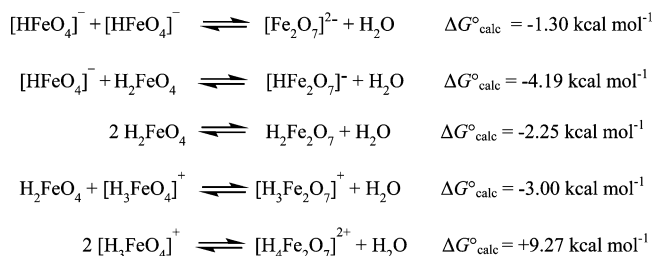 [HFeO₄]⁻ + [HFeO₄]⁻ ⇌ [Fe₂O₇]²⁻ + H₂O ΔG°calc = -1.30 kcal mol⁻¹
[HFeO₄]⁻ + H₂FeO₄ ⇌ [HFe₂O₇]⁻ + H₂O ΔG°calc = -4.19 kcal mol⁻¹
2 H₂FeO₄ ⇌ H₂Fe₂O₇ + H₂O ΔG°calc = -2.25 kcal mol⁻¹
H₂FeO₄ + [H₃FeO₄]⁺ ⇌ [H₃Fe₂O₇]⁺ + H₂O ΔG°calc = -3.00 kcal mol⁻¹
2 [H₃FeO₄]⁺ ⇌ [H₄Fe₂O₇]²⁺ + H₂O ΔG°calc = +9.27 kcal mol⁻¹